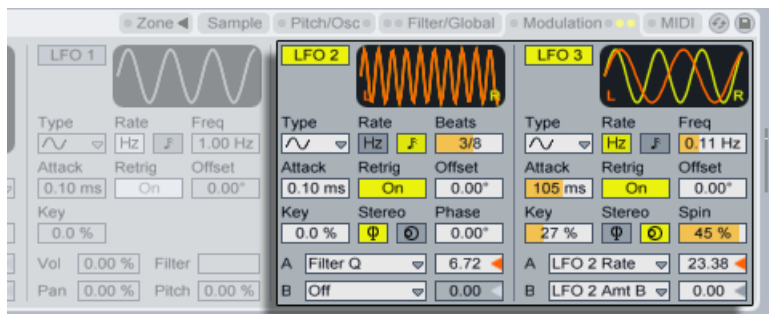 Zone Sample Pitch/Osc Filter/Global Modulation MIDI
LFO 1 LFO 2 LFO 3
L R L R
Type Rate Freq Type Rate Beats Type Rate Freq
Hz 1.00 Hz Hz 3/8 Hz 0.11 Hz
Attack Retrig Offset Attack Retrig Offset Attack Retrig Offset
0.10 ms On 0.00° 0.10 ms On 0.00° 105 ms On 0.00°
Key Key Stereo Phase Key Stereo Spin
0.0 % 0.0 % Φ 0.00° 27 % Φ 45 %
Vol 0.00 % Filter A Filter Q 6.72 A LFO 2 Rate 23.38
Pan 0.00 % Pitch 0.00 % B Off 0.00 B LFO 2 Amt B 0.00